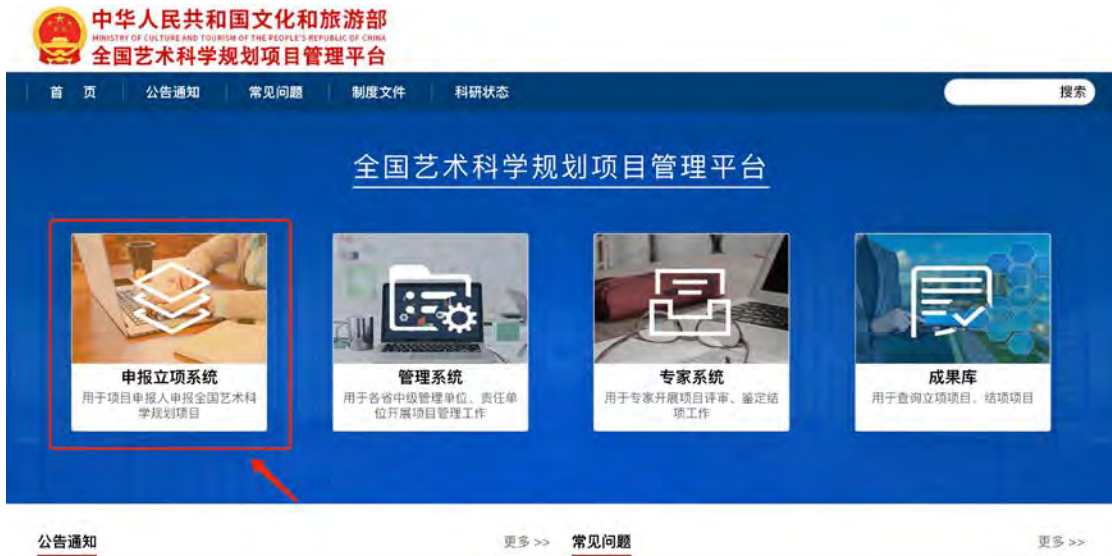 中华人民共和国文化和旅游部
MINISTRY OF CULTURE AND TOURISM OF THE PEOPLE'S REPUBLIC OF CHINA
全国艺术科学规划项目管理平台
首 页 公告通知 常见问题 制度文件 科研状态 搜索
全国艺术科学规划项目管理平台
申报立项系统
用于项目申报人申报全国艺术科
学规划项目
管理系统
用于各省中级管理单位、责任单
位开展项目管理工作
专家系统
用于专家开展项目评审、鉴定结
项工作
成果库
用于查询立项项目、结项项目
公告通知 更多 >> 常见问题 更多 >>